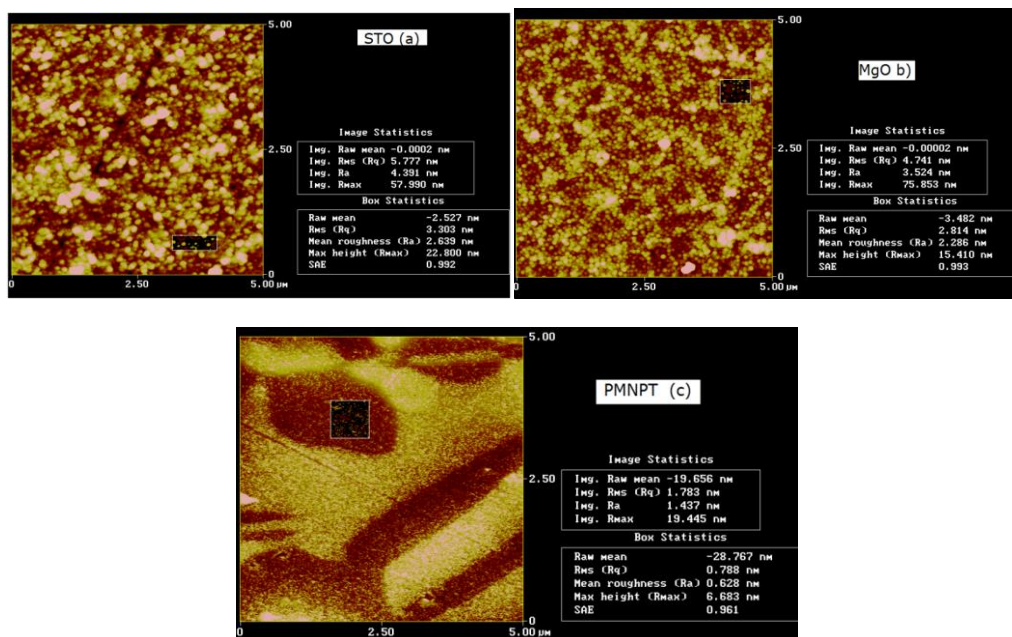 5.00
STO (a)
Image Statistics
Img. Raw mean -0.0002 nm
Img. Rms (Rq) 5.777 nm
Img. Ra 4.391 nm
Img. Rmax 57.990 nm
2.50
Box Statistics
Raw mean -2.527 nm
Rms (Rq) 3.303 nm
Mean roughness (Ra) 2.639 nm
Max height (Rmax) 22.800 nm
SAE 0.992
0
0 2.50 5.00 µm
5.00
MgO b)
Image Statistics
Img. Raw mean -0.00002 nm
Img. Rms (Rq) 4.741 nm
Img. Ra 3.524 nm
Img. Rmax 75.853 nm
2.50
Box Statistics
Raw mean -3.482 nm
Rms (Rq) 2.814 nm
Mean roughness (Ra) 2.286 nm
Max height (Rmax) 15.410 nm
SAE 0.993
0
0 2.50 5.00 µm
5.00
PMNPT (c)
Image Statistics
2.50
Img. Raw mean -19.656 nm
Img. Rms (Rq) 1.783 nm
Img. Ra 1.437 nm
Img. Rmax 19.445 nm
Box Statistics
Raw mean -28.767 nm
Rms (Rq) 0.788 nm
Mean roughness (Ra) 0.628 nm
Max height (Rmax) 6.683 nm
SAE 0.961
0
0 2.50 5.00 µm